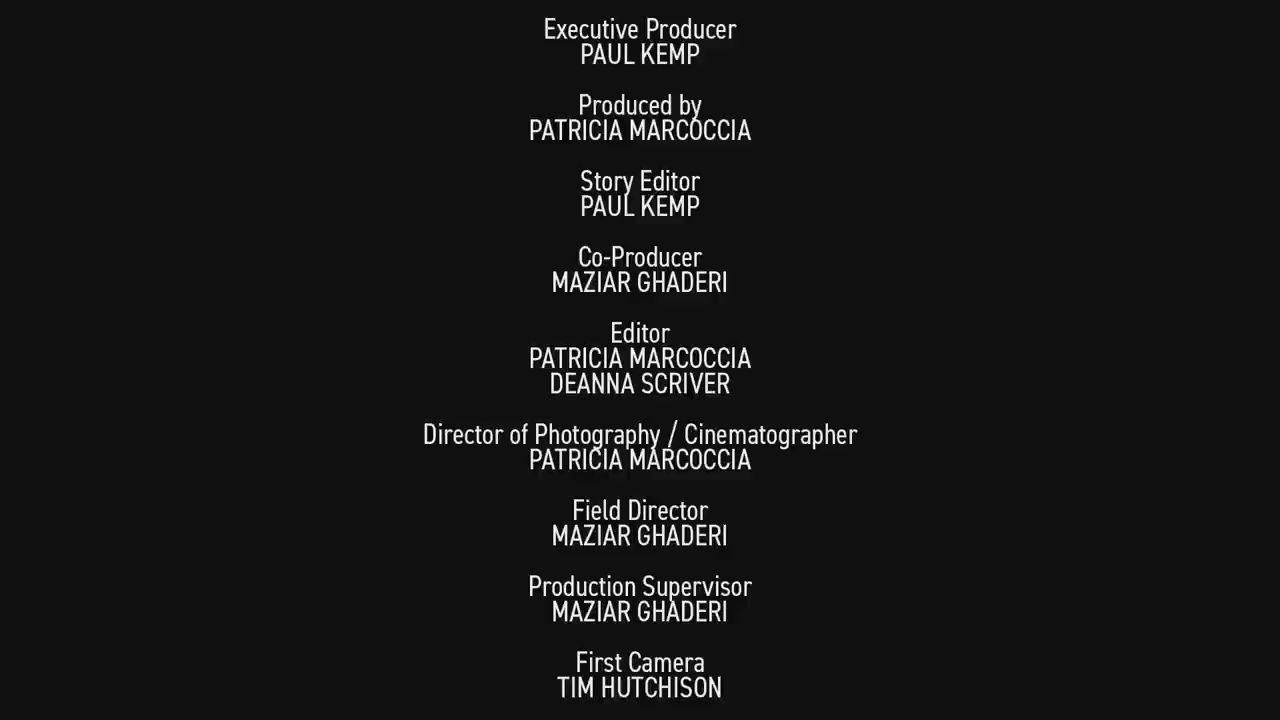 Executive Producer
PAUL KEMP
Produced by
PATRICIA MARCOCCIA
Story Editor
PAUL KEMP
Co-Producer
MAZIAR GHADERI
Editor
PATRICIA MARCOCCIA
DEANNA SCRIVER
Director of Photography / Cinematographer
PATRICIA MARCOCCIA
Field Director
MAZIAR GHADERI
Production Supervisor
MAZIAR GHADERI
First Camera
TIM HUTCHISON